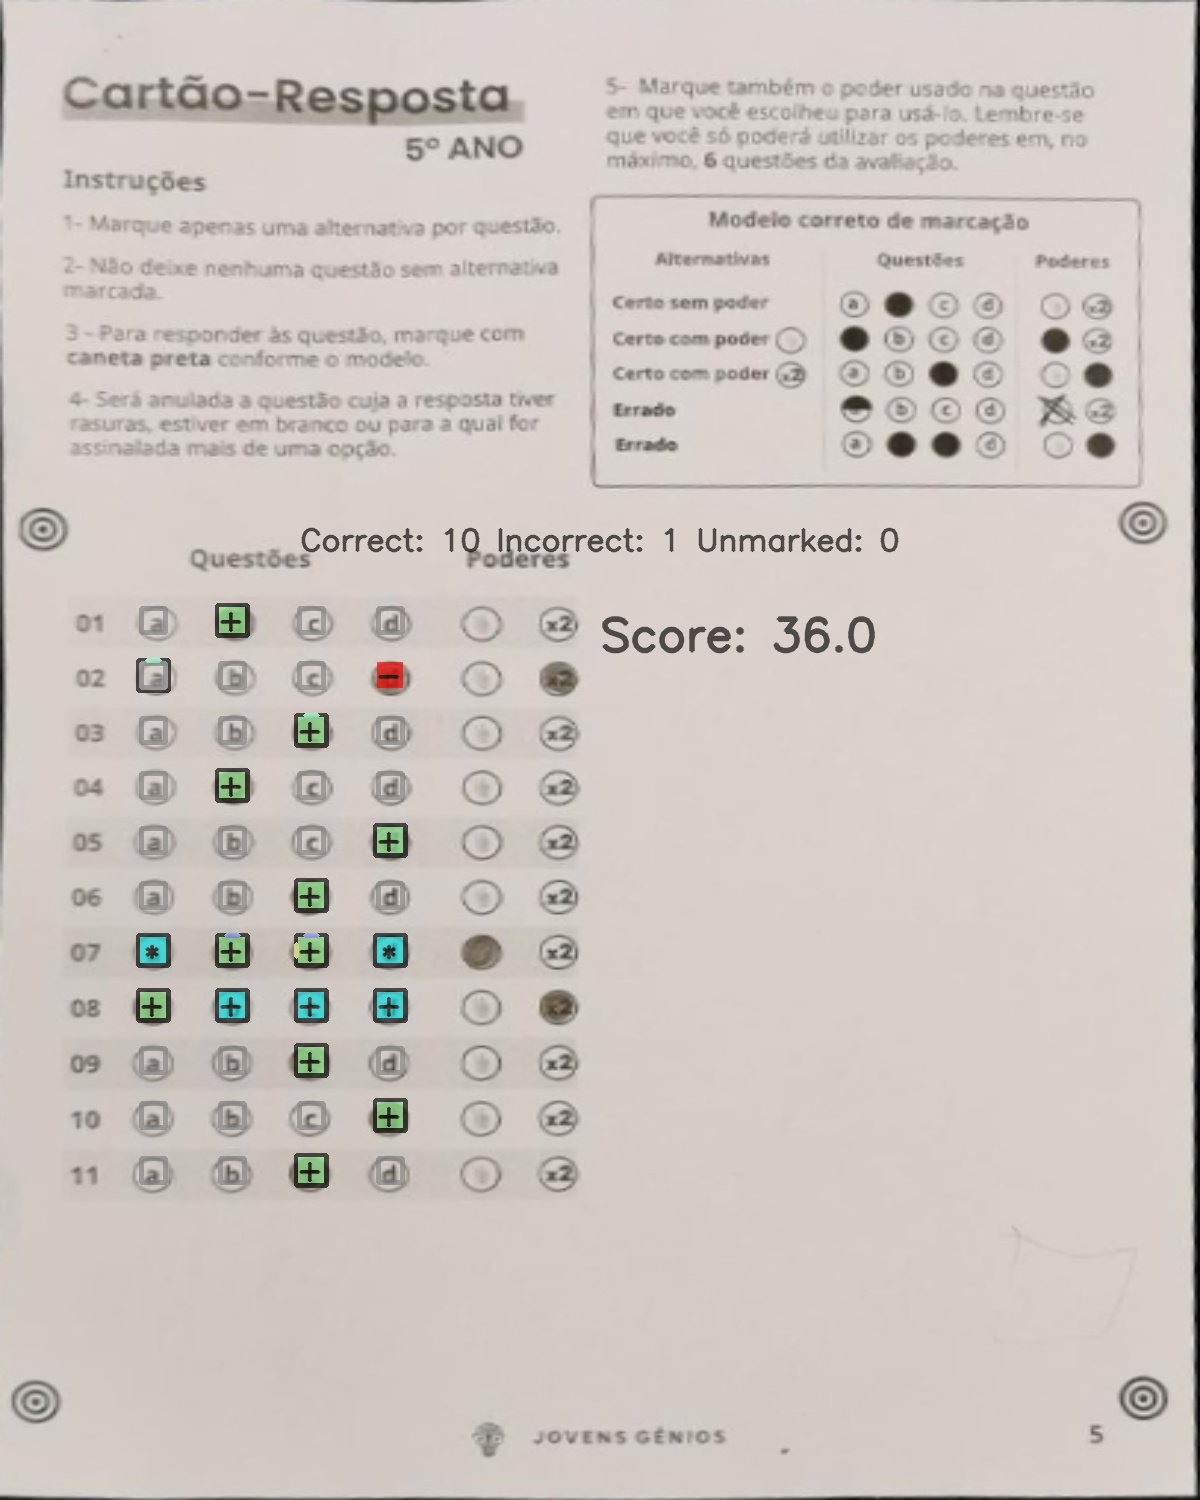 Cartão-Resposta
5º ANO
Instruções
1- Marque apenas uma alternativa por questão.
2- Não deixe nenhuma questão sem alternativa
marcada.
3 - Para responder às questão, marque com
caneta preta conforme o modelo.
4- Será anulada a questão cuja a resposta tiver
rasuras, estiver em branco ou para a qual for
assinalada mais de uma opção.
5- Marque também o poder usado na questão
em que você escolheu para usá-lo. Lembre-se
que você só poderá utilizar os poderes em, no
máximo, 6 questões da avaliação.
Modelo correto de marcação
Alternativas Questões Poderes
Certo sem poder a c d x2
Certo com poder b c d x2
Certo com poder x2 a b d
Errado b c d x2
Errado a d
Correct: 10 Incorrect: 1 Unmarked: 0
Questões Poderes
Score: 36.0
01 a + c d x2
02 a b c - x2
03 a b + d x2
04 a + c d x2
05 a b c + x2
06 a b + d x2
07 * + + * x2
08 + + + + x2
09 a b + d x2
10 a b c + x2
11 a b + d x2
JOVENS GÊNIOS
5